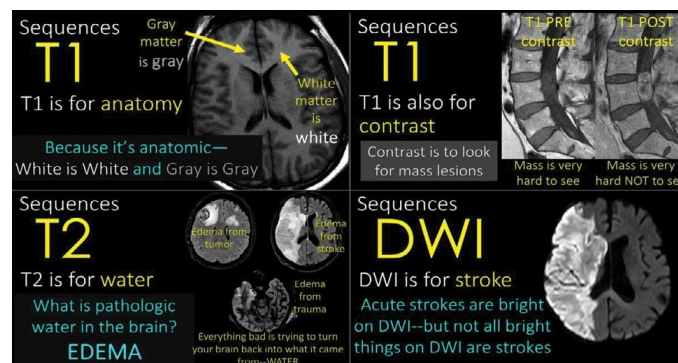 Sequences
T1
T1 is for anatomy
Because it's anatomic—
White is White and Gray is Gray
Gray
matter
is gray
White
matter
is
white
Sequences
T1
T1 is also for
contrast
Contrast is to look
for mass lesions
T1 PRE
contrast
T1 POST
contrast
Mass is very
hard to see
Mass is very
hard NOT to se
Sequences
T2
T2 is for water
What is pathologic
water in the brain?
EDEMA
Edema from
tumor
Edema
from
stroke
Edema
from
trauma
Everything bad is trying to turn
your brain back into what it came
from--WATER
Sequences
DWI
DWI is for stroke
Acute strokes are bright
on DWI--but not all bright
things on DWI are strokes